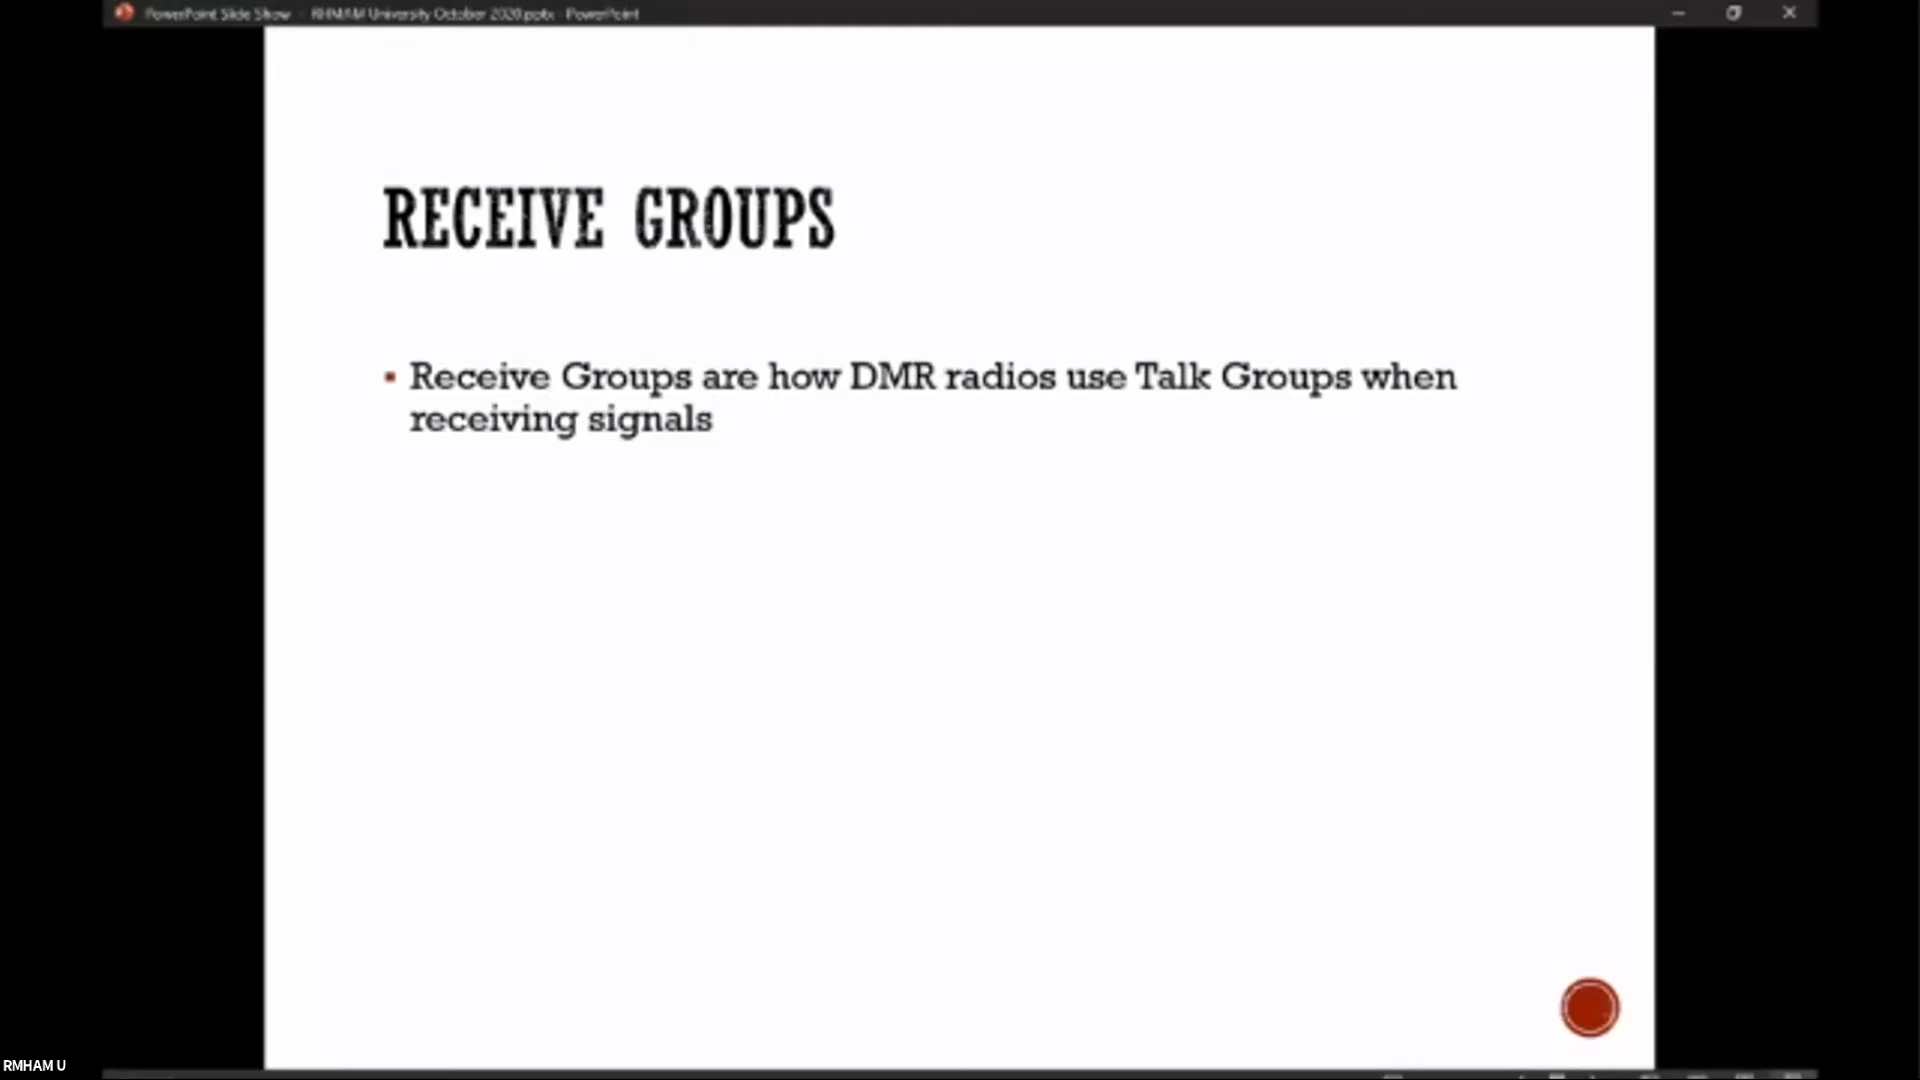 PowerPoint Slide Show - RHMAM University October 2020.pptx - PowerPoint
RECEIVE GROUPS
▪ Receive Groups are how DMR radios use Talk Groups when
receiving signals
RMHAM U